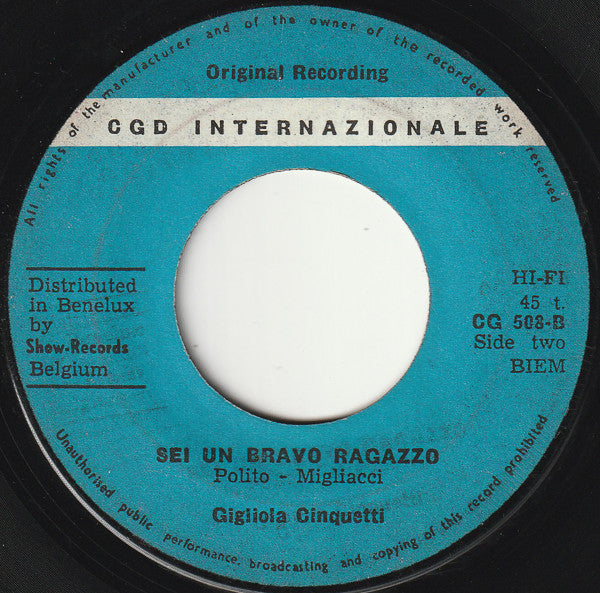 All rights of the manufacturer and of the owner of the recorded work reserved
Original Recording
CGD INTERNAZIONALE
Distributed
in Benelux
by
Show-Records
Belgium
HI-FI
45 t.
CG 508-B
Side two
BIEM
SEI UN BRAVO RAGAZZO
Polito - Migliacci
Gigliola Cinquetti
Unauthorised public performance, broadcasting and copying of this record prohibited